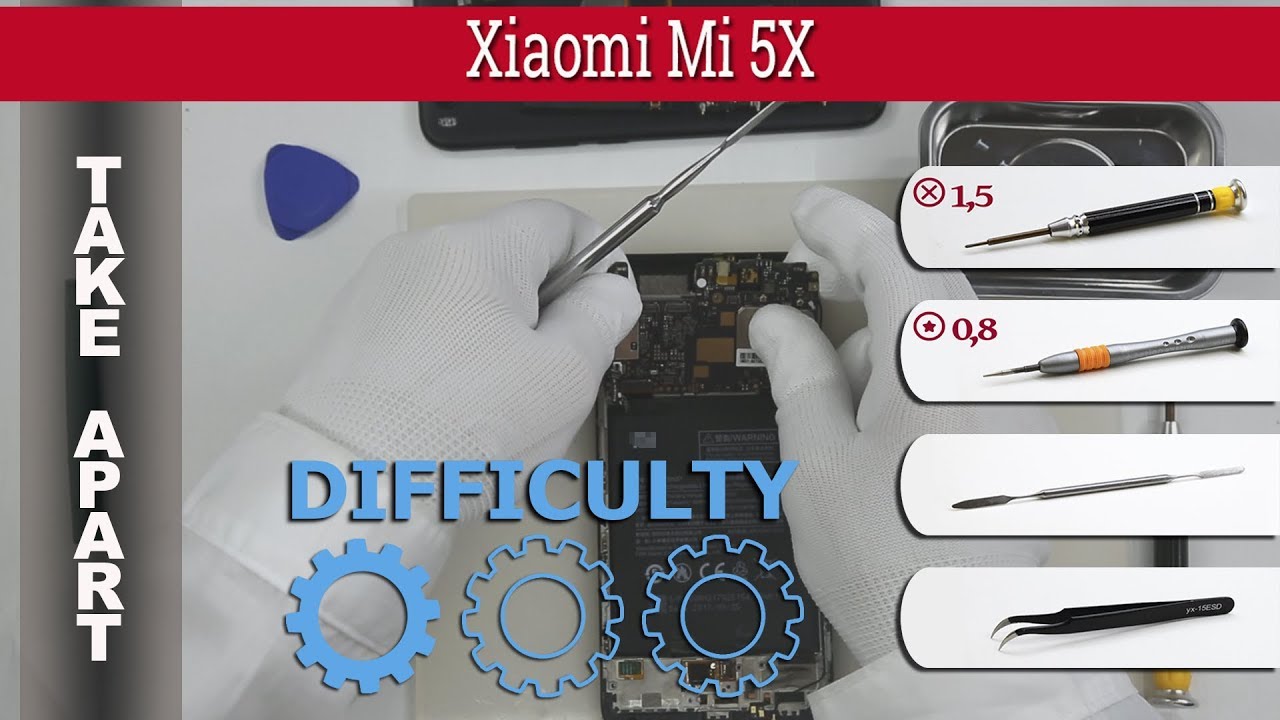 Xiaomi Mi 5X
TAKE APART
1,5
0,8
yx-15ESD
DIFFICULTY
WARNING